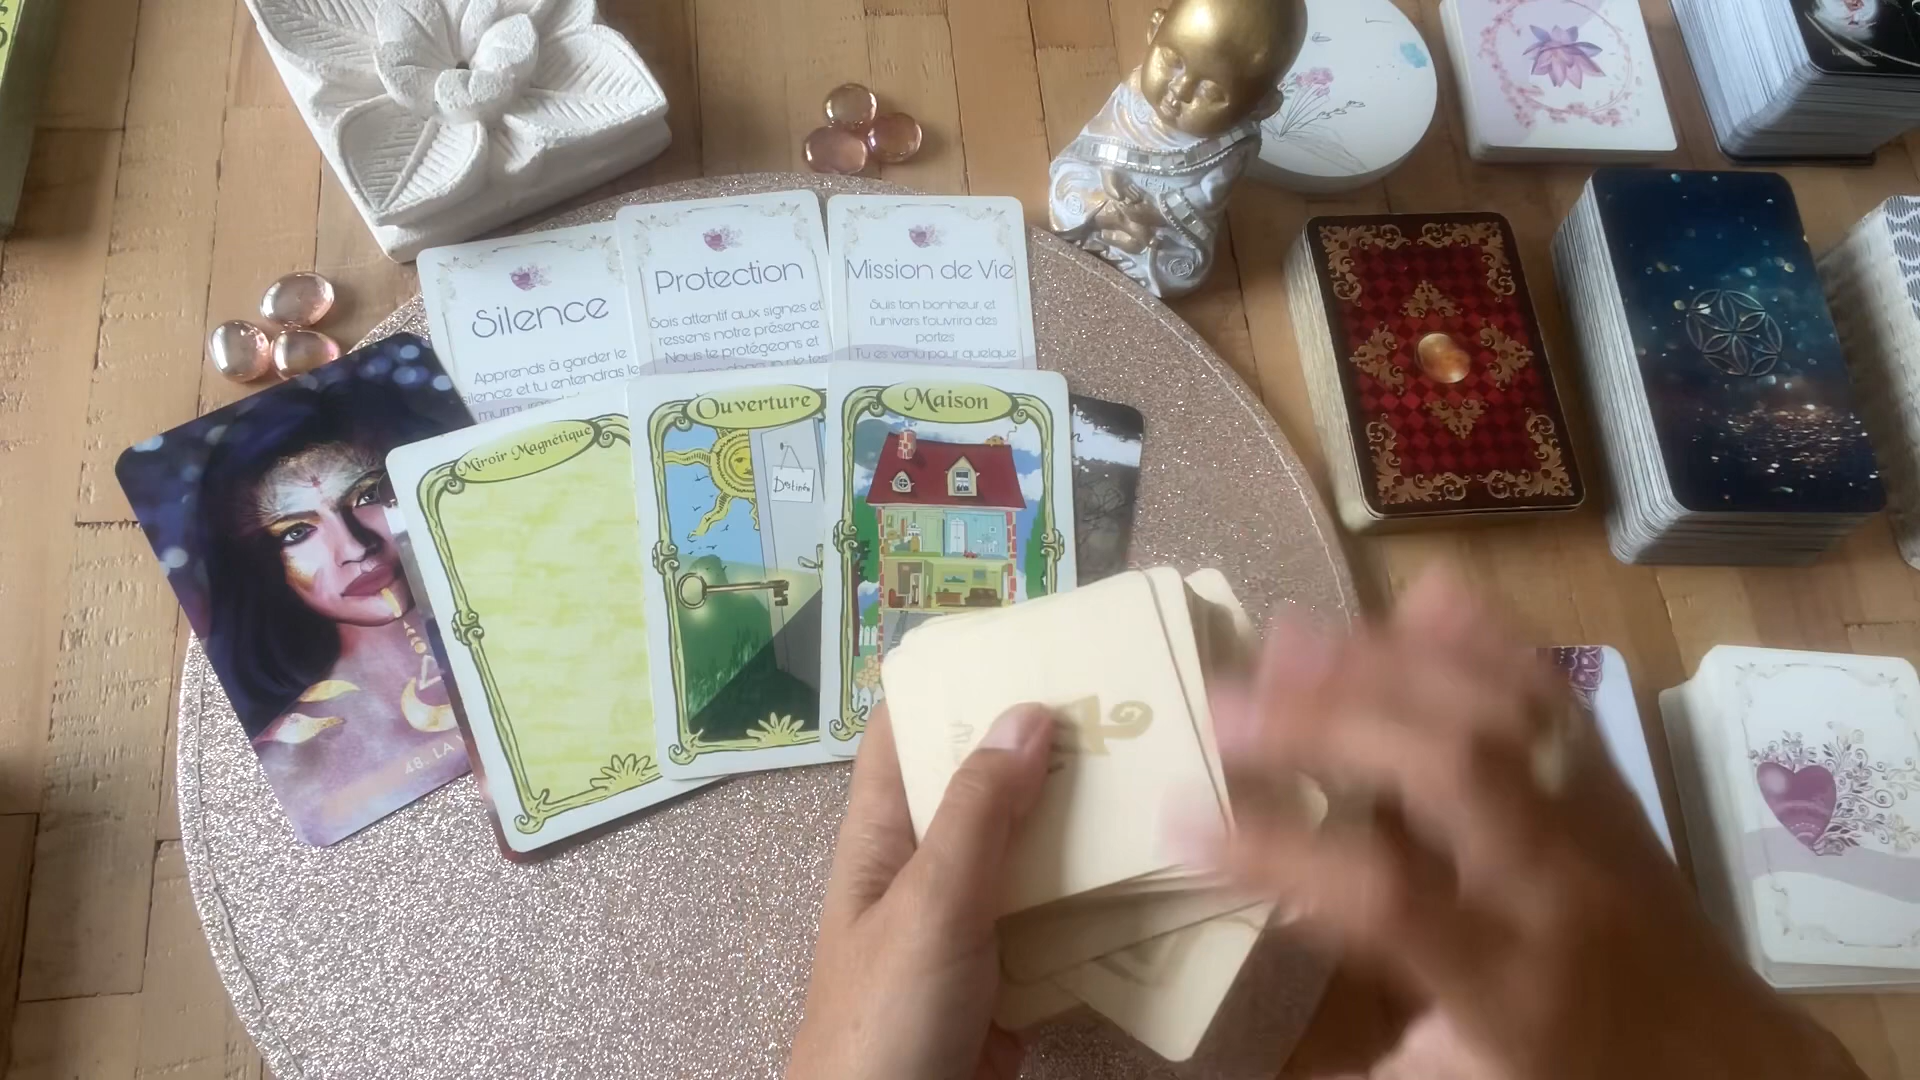 Silence
Apprends à garder le
silence et tu entendras le
Protection
Sois attentif aux signes et
ressens notre présence
Nous te protégeons et
Mission de Vie
Suis ton bonheur et
l'univers t'ouvrira des
portes
Tu es venu pour quelque
Miroir Magnétique
Ouverture
Destinée
Maison
48. LA